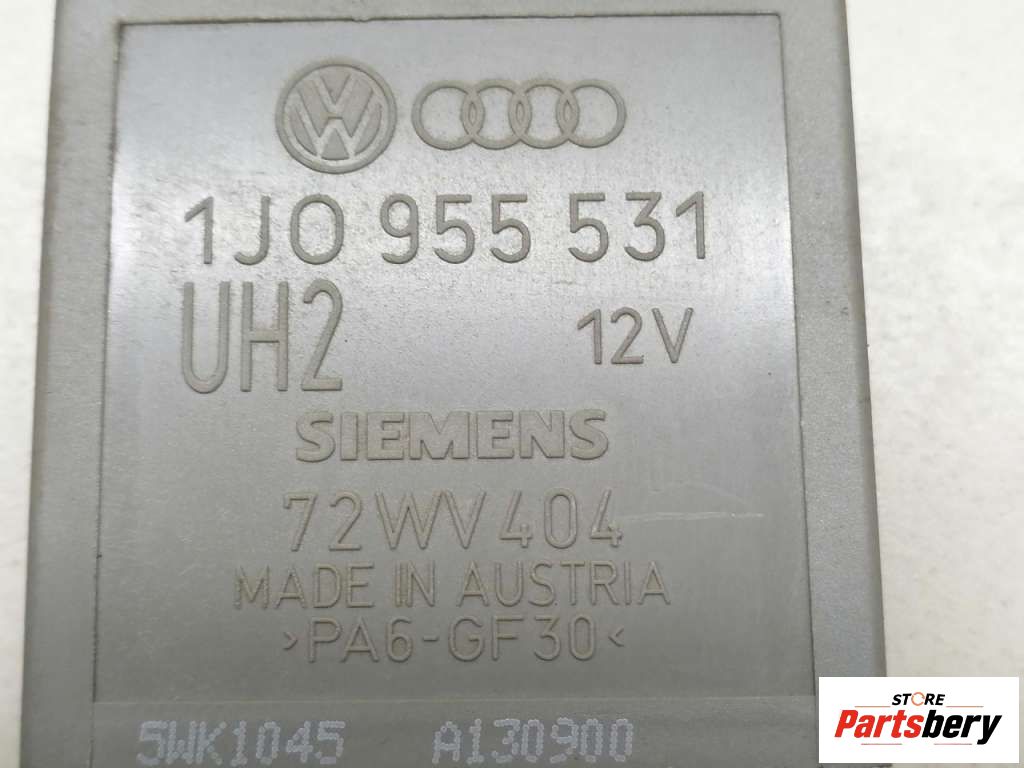 1J0 955 531
UH2 12V
SIEMENS
72WV404
MADE IN AUSTRIA
>PA6-GF30<
5WK1045 A130900
STORE
Partsbery